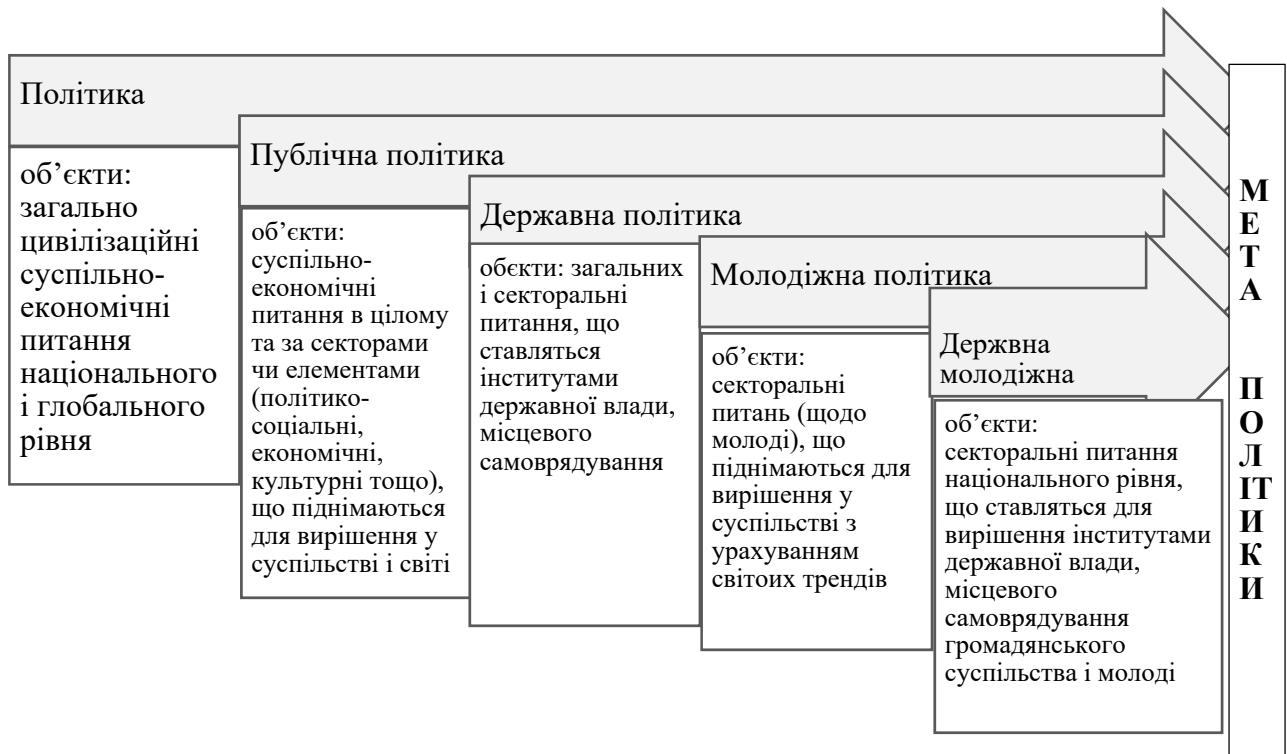 Політика
об’єкти:
загально
цивілізаційні
суспільно-
економічні
питання
національного
і глобального
рівня
Публічна політика
об’єкти:
суспільно-
економічні
питання в цілому
та за секторами
чи елементами
(політико-
соціальні,
економічні,
культурні тощо),
що піднімаються
для вирішення у
суспільстві і світі
Державна політика
обєкти: загальних
і секторальні
питання, що
ставляться
інститутами
державної влади,
місцевого
самоврядування
Молодіжна політика
об’єкти:
секторальні
питань (щодо
молоді), що
піднімаються для
вирішення у
суспільстві з
урахуванням
світоих трендів
Держвна
молодіжна
об’єкти:
секторальні питання
національного рівня,
що ставляться для
вирішення інститутами
державної влади,
місцевого
самоврядування
громадянського
суспільства і молоді
М
Е
Т
А
П
О
Л
ІТ
И
К
И